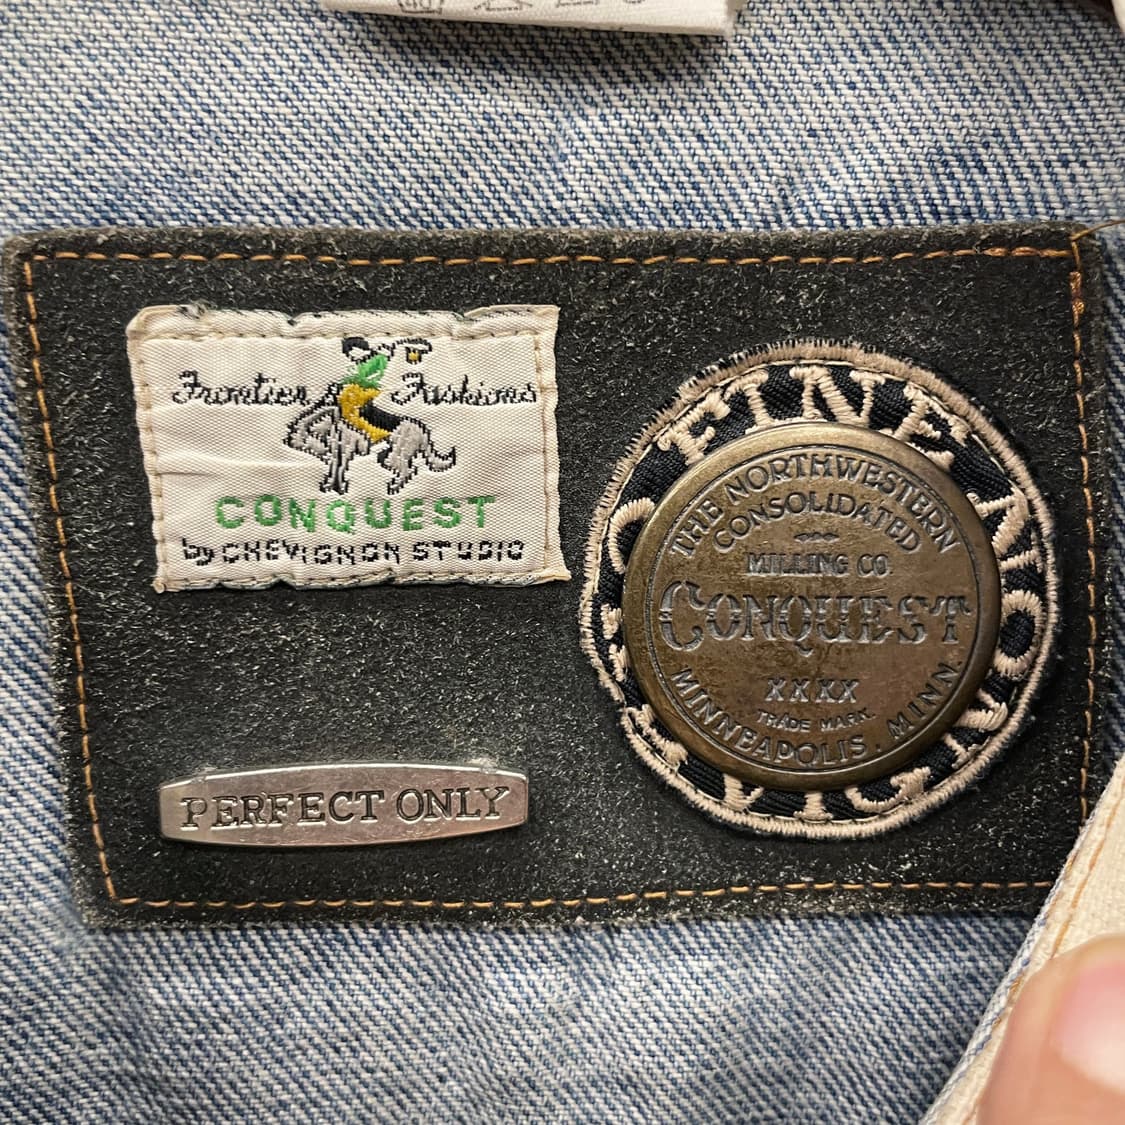 Frontier Fashions
CONQUEST
by CHEVIGNON STUDIO
PERFECT ONLY
FINE
THE NORTHWESTERN
CONSOLIDATED
MILLING CO.
CONQUEST
XXXX
TRADE MARK.
MINNEAPOLIS, MINN.